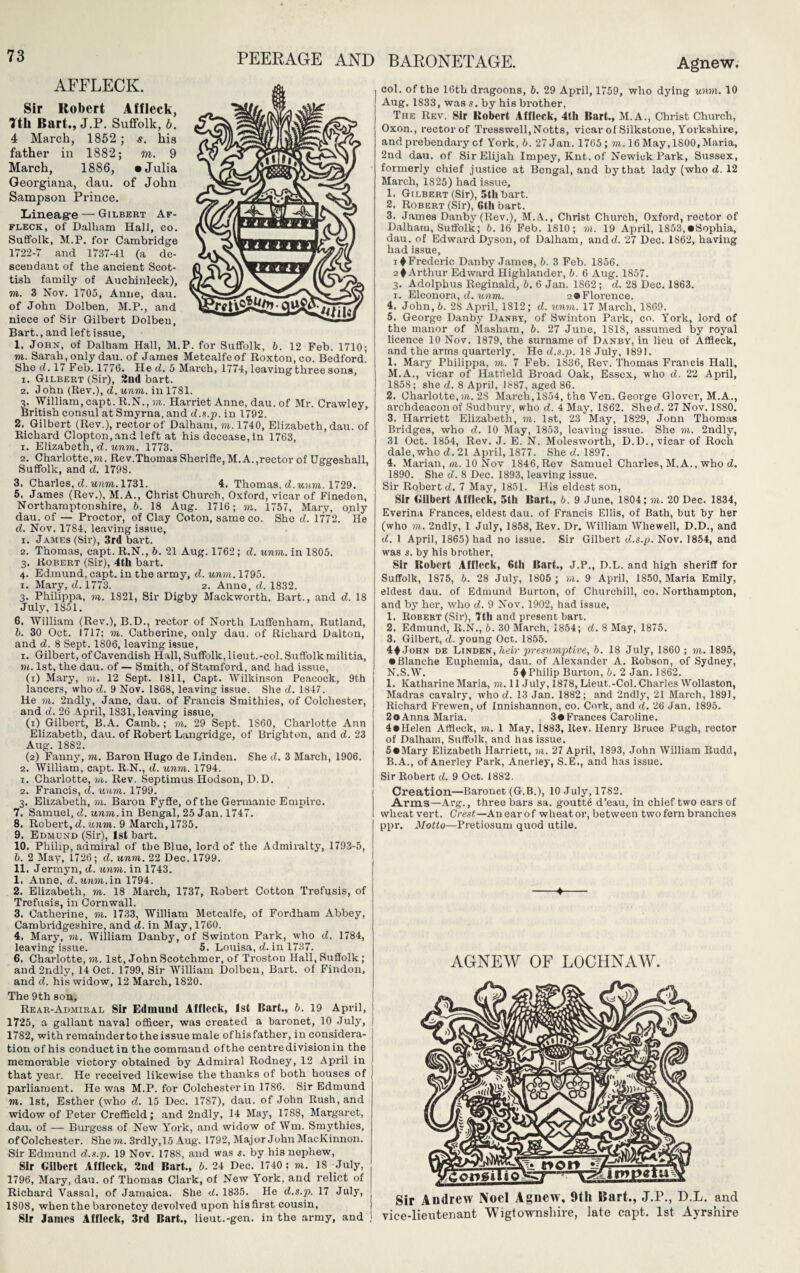 73
PEERAGE AND BARONETAGE.
Agnew.
AFFLECK.
Sir Robert Affleck,
7th Bart., J.P. Suffolk, b.
4 March, 1852; s. his
father in 1882; m. 9
March, 1886, •Julia
Georgiana, dau. of John
Sampson Prince.
Lineage — GILBERT AF-
FLECK, of Dalham Hall, co.
Suffolk, M.P. for Cambridge
1722-7 and 1737-41 (a de-
scendant of the ancient Scot-
tish family of Auchinleck),
m. 3 Nov. 1705, Anne, dau.
of John Dolben, M.P., and
niece of Sir Gilbert Dolben,
Bart., and left issue,
1. JOHN, of Dalham Hall, M.P. for Suffolk, b. 12 Feb. 1710;
m. Sarah, only dau. of James Metcalfe of Roxton, co. Bedford.
She d. 17 Feb. 1776. He d. 5 March, 1774, leaving three sons,
1. GILBERT (Sir), 2nd bart.
2. John (Rev.), d. unm. in 1781.
3. William, capt. R.N., m. Harriet Anne, dau. of Mr. Crawley,
British consul at Smyrna, and d.s.p. in 1792.
2. Gilbert (Rev.), rector of Dalham, m. 1740, Elizabeth, dau. of
Richard Clopton, and left at his decease, in 1763,
1. Elizabeth, d. unm. 1773.
2. Charlotte, m. Rev. Thomas Sheriffe, M.A., rector of Uggeshall,
Suffolk, and d. 1798.
3. Charles, d. unm. 1731. 4. Thomas, d. unm. 1729.
5. James (Rev.), M.A., Christ Church, Oxford, vicar of Finedon,
Northamptonshire, b. 18 Aug. 1716; m. 1757, Mary, only
dau. of — Proctor, of Clay Coton, same co. She d. 1772. He
d. Nov. 1784, leaving issue,
1. JAMES (Sir), 3rd bart.
2. Thomas, capt. R.N., b. 21 Aug. 1762; d. unm. in 1805.
3. ROBERT (Sir), 4th bart.
4. Edmund, capt. in the army, d. unm. 1795.
1. Mary, d. 1773. 2. Anne, d. 1832.
3. Philippa, m. 1821, Sir Digby Mackworth, Bart., and d. 18
July, 1851.
6. William (Rev.), B.D., rector of North Luffenham, Rutland,
b. 30 Oct. 1717; m. Catherine, only dau. of Richard Dalton,
and d. 8 Sept. 1806, leaving issue,
1. Gilbert, of Cavendish Hall, Suffolk, lieut.-col. Suffolk militia,
m. 1st, the dau. of — Smith, of Stamford, and had issue,
(1) Mary, m. 12 Sept. 1811, Capt. Wilkinson Peacock, 9th
lancers, who d. 9 Nov. 1868, leaving issue. She d. 1847.
He m. 2ndly, Jane, dau. of Francis Smithies, of Colchester,
and d. 26 April, 1831, leaving issue,
(1) Gilbert, B.A. Camb.; m. 29 Sept. 1860, Charlotte Ann
Elizabeth, dau. of Robert Langridge, of Brighton, and d. 23
Aug. 1882.
(2) Fanny, m. Baron Hugo de Linden. She d. 3 March, 1906.
2. William, capt. R.N., d. unm. 1794.
1. Charlotte, m. Rev. Septimus Hodson, D.D.
2. Francis, d. unm. 1799.
3. Elizabeth, m. Baron Fyffe, of the Germanic Empire.
7. Samuel, d. unm. in Bengal, 25 Jan. 1747.
8. Robert, d. unm. 9 March, 1735.
9. EDMUND (Sir), 1st bart.
10. Philip, admiral of the Blue, lord of the Admiralty, 1793-5,
b. 2 May, 1726; d. unm. 22 Dec. 1799.
11. Jermyn, d. unm. in 1743.
1. Anne, d. unm. in 1794.
2. Elizabeth, m. 18 March, 1737, Robert Cotton Trefusis, of
Trefusis, in Cornwall.
3. Catherine, m. 1733, William Metcalfe, of Fordham Abbey,
Cambridgeshire, and d. in May, 1760.
4. Mary, m. William Danby, of Swinton Park, who d. 1784,
leaving issue. 5. Louisa, d. in 1737.
6. Charlotte, m. 1st, John Scotchmer, of Troston Hall, Suffolk;
and 2ndly, 14 Oct. 1799, Sir William Dolben, Bart. of Findon,
and d. his widow, 12 March, 1820.
The 9th son,
REAR-ADMIRAL Sir Edmund Affleck, 1st Bart., b. 19 April,
1725, a gallant naval officer, was created a baronet, 10 July,
1782, with remainder to the issue male of his father, in considera-
tion of his conduct in the command of the centre division in the
memorable victory obtained by Admiral Rodney, 12 April in
that year. He received likewise the thanks of both houses of
parliament. He was M.P. for Colchester in 1786. Sir Edmund
m. 1st, Esther (who d. 15 Dec. 1787), dau. of John Rush, and
widow of Peter Creffield; and 2ndly, 14 May, 1788, Margaret,
dau. of — Burgess of New York, and widow of Wm. Smythies,
of Colchester. She m. 3rdly, 15 Aug. 1792, Major John MacKinnon.
Sir Edmund d.s.p. 19 Nov. 1788, and was s. by his nephew,
Sir Gilbert Affleck, 2nd Bart., b. 24 Dec. 1740; m. 18 July,
1796, Mary, dau. of Thomas Clark, of New York, and relict of
Richard Vassal, of Jamaica. She d. 1835. He d.s.p. 17 July,
1808, when the baronetcy devolved upon his first cousin,
Sir James Affleck, 3rd Bart., lieut.-gen. in the army, and
col. of the 16th dragoons, b. 29 April, 1759, who dying unm. 10
Aug. 1833, was s. by his brother,
THE REV. Sir Robert Affleck, 4th Bart., M.A., Christ Church,
Oxon., rector of Tresswell, Notts, vicar of Silkstone, Yorkshire,
and prebendary of York, b. 27 Jan. 1765; m. 16 May, 1800, Maria,
2nd dau. of Sir Elijah Impey, Knt. of Newick Park, Sussex,
formerly chief justice at Bengal, and by that lady (who d. 12
March, 1825) had issue,
1. GILBERT (Sir), 5th bart.
2. ROBERT (Sir), 6th bart.
3. James Danby (Rev.), M.A., Christ Church, Oxford, rector of
Dalham, Suffolk; b. 16 Feb. 1810; m. 19 April, 1853, •Sophia,
dau. of Edward Dyson, of Dalham, and d. 27 Dec. 1862, having
had issue,
1♦Frederic Danby James, b. 3 Feb. 1856.
2♦Arthur Edward Highlander, b. 6 Aug. 1857.
3. Adolphus Reginald, b. 6 Jan. 1862; d. 28 Dec. 1863.
1. Eleonora, d. unm. 2•Florence.
4. John, b. 28 April, 1812; d. unm. 17 March, 1869.
5. George Danby DANBY, of Swinton Park, co. York, lord of
the manor of Masham, b. 27 June, 1818, assumed by royal
licence 10 Nov. 1879, the surname of DANBY, in lieu of Affleck,
and the arms quarterly. He d.s.p. 18 July, 1891.
1. Mary Philippa, m. 7 Feb. 1836, Rev. Thomas Francis Hall,
M.A., vicar of Hatfield Broad Oak, Essex, who d. 22 April,
1858; she d. 8 April, 1887, aged 86.
2. Charlotte, m. 28 March, 1854, the Ven. George Glover, M.A.,
archdeacon of Sudbury, who d. 4 May, 1862. She d. 27 Nov. 1880.
3. Harriett Elizabeth, m. 1st, 23 May, 1829, John Thomas
Bridges, who d. 10 May, 1853, leaving issue. She m. 2ndly,
31 Oct. 1854, Rev. J. E. N. Molesworth, D.D., vicar of Roch
dale, who d. 21 April, 1877. She d. 1897.
4. Marian, m. 10 Nov 1846, Rev Samuel Charles, M.A., who d.
1890. She d. 8 Dec. 1893, leaving issue.
Sir Robert d. 7 May, 1851. His eldest son,
Sir Gilbert Affleck, 5th Bart., b. 9 June, 1804; m. 20 Dec. 1834,
Everina Frances, eldest dau. of Francis Ellis, of Bath, but by her
(who m. 2ndly, 1 July, 1858, Rev. Dr. William Whewell, D.D., and
d. 1 April, 1865) had no issue. Sir Gilbert d.s.p. Nov. 1854, and
was s. by his brother,
Sir Robert Affleck, 6th Bart., J.P., D.L. and high sheriff for
Suffolk, 1875, b. 28 July, 1805; m. 9 April, 1850, Maria Emily,
eldest dau. of Edmund Burton, of Churchill, co. Northampton,
and by her, who d. 9 Nov. 1902, had issue,
1. ROBERT (Sir), 7th and present bart.
2. Edmund, R.N., b. 30 March, 1854; d. 8 May, 1875.
3. Gilbert, d. young Oct. 1855.
4♦JOHN DE LINDEN, heir presumptive, b. 18 July, 1860; m. 1895,
•Blanche Euphemia, dau. of Alexander A. Robson, of Sydney,
N.S.W. 5♦Philip Burton, b. 2 Jan. 1862.
1. Katharine Maria, m. 11 July, 1878, Lieut.-Col. Charles Wollaston,
Madras cavalry, who d. 13 Jan. 1882; and 2ndly, 21 March, 1891,
Richard Frewen, of Innishannon, co. Cork, and d. 26 Jan. 1895.
2•Anna Maria. 3•Frances Caroline.
4•Helen Affleck, m. 1 May, 1883, Rev. Henry Bruce Pugh, rector
of Dalham, Suffolk, and has issue.
5•Mary Elizabeth Harriett, m. 27 April, 1893, John William Rudd,
B.A., of Anerley Park, Anerley, S.E., and has issue.
Sir Robert d. 9 Oct. 1882.
Creation—Baronet (G.B.), 10 July, 1782.
Arms—Arg., three bars sa. goutté d'eau, in chief two ears of
wheat vert. Crest—An ear of wheat or, between two fern branches
ppr. Motto—Pretiosum quod utile.
AGNEW OF LOCHNAW.
Consilio non impetu
Sir Andrew Noel Agnew, 9th Bart., J.P., D.L. and
vice-lieutenant Wigtownshire, late capt. 1st Ayrshire